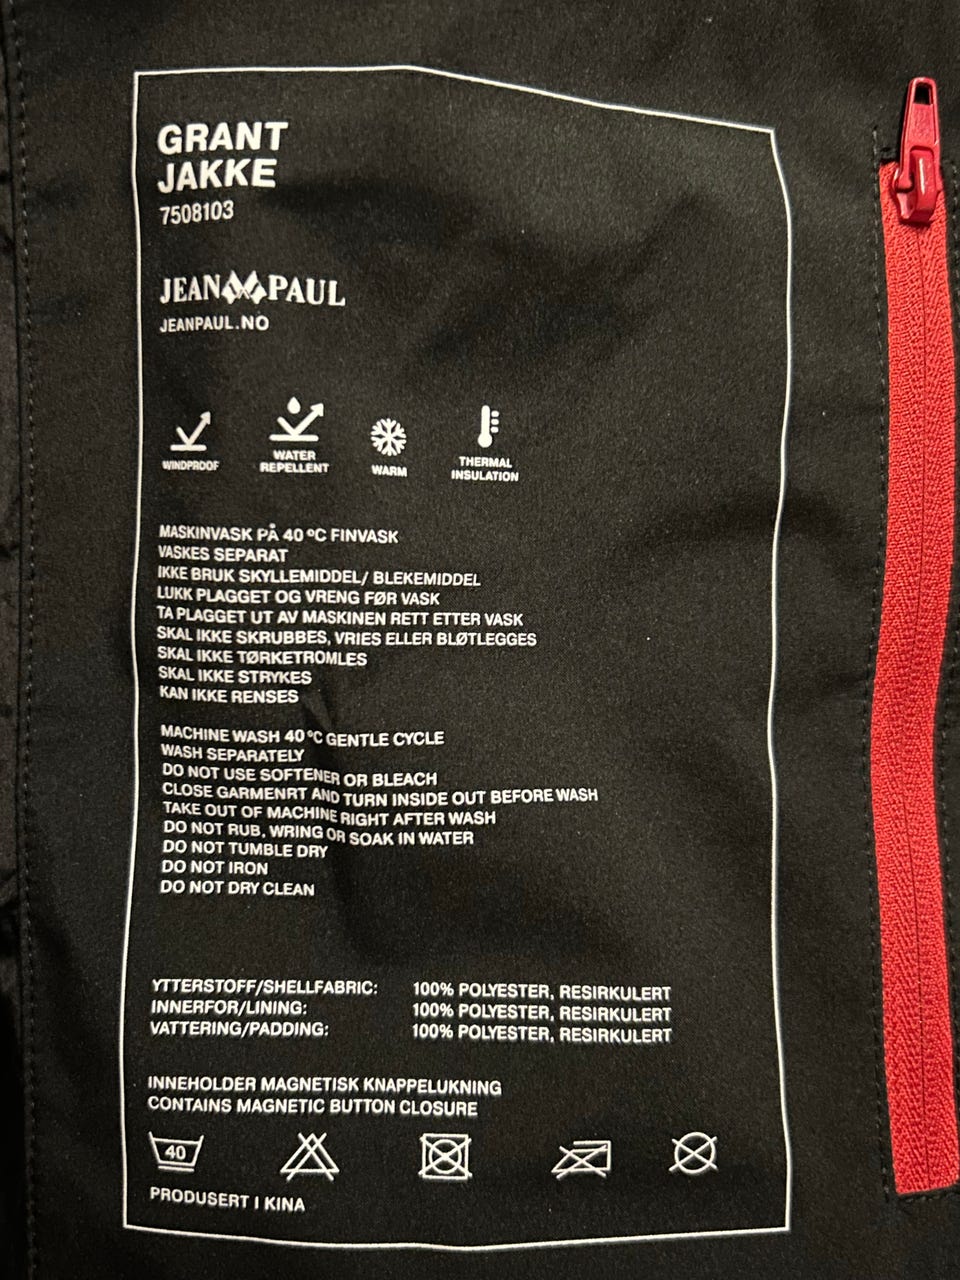 GRANT
JAKKE
7508103
JEAN PAUL
JEANPAUL.NO
WINDPROOF
WATER
REPELLENT
WARM
THERMAL
INSULATION
MASKINVASK PÅ 40 ºC FINVASK
VASKES SEPARAT
IKKE BRUK SKYLLEMIDDEL/ BLEKEMIDDEL
LUKK PLAGGET OG VRENG FØR VASK
TA PLAGGET UT AV MASKINEN RETT ETTER VASK
SKAL IKKE SKRUBBES, VRIES ELLER BLØTLEGGES
SKAL IKKE TØRKETROMLES
SKAL IKKE STRYKES
KAN IKKE RENSES
MACHINE WASH 40 ºC GENTLE CYCLE
WASH SEPARATELY
DO NOT USE SOFTENER OR BLEACH
CLOSE GARMENRT AND TURN INSIDE OUT BEFORE WASH
TAKE OUT OF MACHINE RIGHT AFTER WASH
DO NOT RUB, WRING OR SOAK IN WATER
DO NOT TUMBLE DRY
DO NOT IRON
DO NOT DRY CLEAN
YTTERSTOFF/SHELLFABRIC: 100% POLYESTER, RESIRKULERT
INNERFOR/LINING: 100% POLYESTER, RESIRKULERT
VATTERING/PADDING: 100% POLYESTER, RESIRKULERT
INNEHOLDER MAGNETISK KNAPPELUKNING
CONTAINS MAGNETIC BUTTON CLOSURE
40
PRODUSERT I KINA